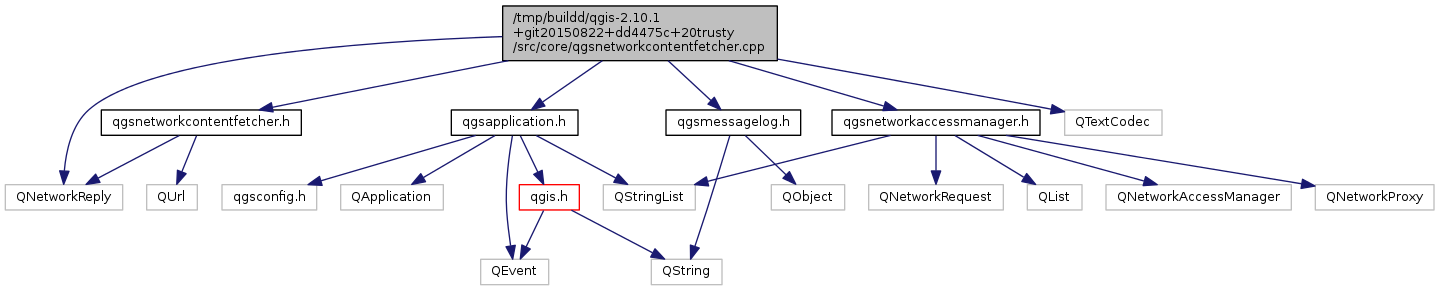 /tmp/buildd/qgis-2.10.1
+git20150822+dd4475c+20trusty
/src/core/qgsnetworkcontentfetcher.cpp
qgsnetworkcontentfetcher.h
qgsapplication.h
qgsmessagelog.h
qgsnetworkaccessmanager.h
QTextCodec
QNetworkReply
QUrl
qgsconfig.h
QApplication
qgis.h
QStringList
QObject
QNetworkRequest
QList
QNetworkAccessManager
QNetworkProxy
QEvent
QString